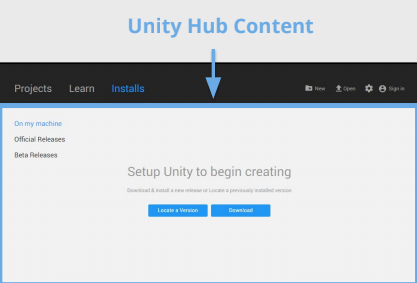 Unity Hub Content
Projects Learn Installs New Open Sign in
On my machine
Official Releases
Beta Releases
Setup Unity to begin creating
Download & install a new release or Locate a previously installed version
Locate a Version Download